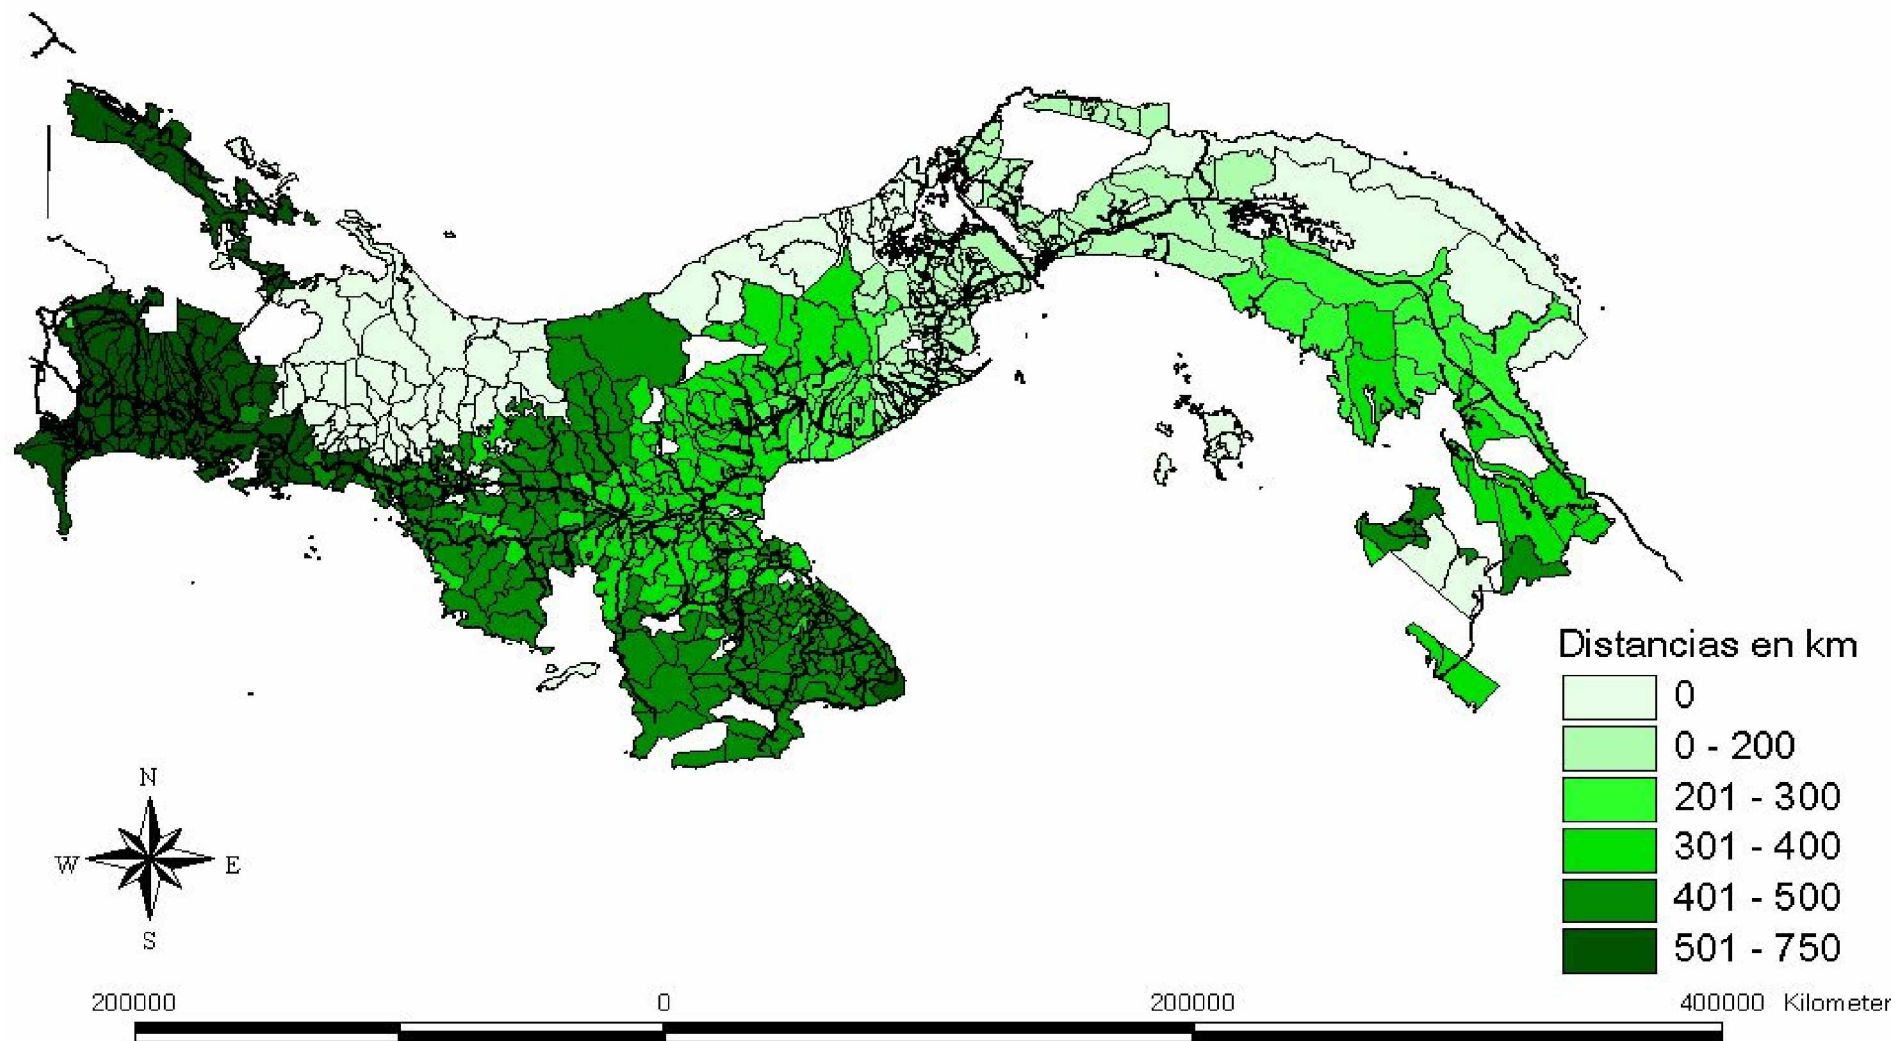 Distancias en km
0
0 - 200
201 - 300
301 - 400
401 - 500
501 - 750
N
W E
S
200000 0 200000 400000 Kilometer